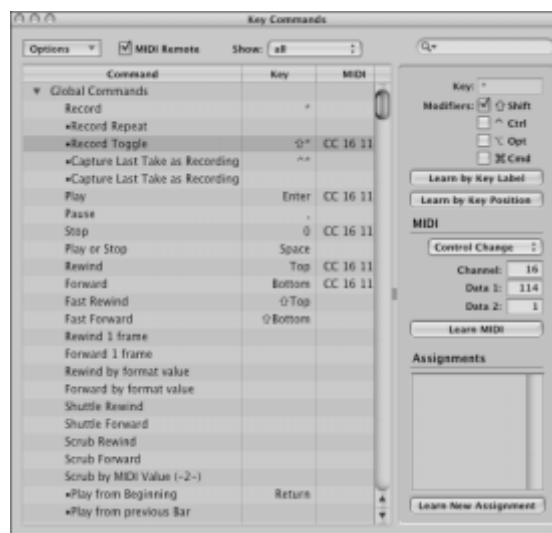 Key Commands
Options MIDI Remote Show: all
Command Key MIDI
Global Commands
Record *
•Record Repeat
•Record Toggle ⇧* CC 16 11
•Capture Last Take as Recording ^*
•Capture Last Take as Recording
Play Enter CC 16 11
Pause .
Stop 0 CC 16 11
Play or Stop Space
Rewind Top CC 16 11
Forward Bottom CC 16 11
Fast Rewind ⇧Top
Fast Forward ⇧Bottom
Rewind 1 frame
Forward 1 frame
Rewind by format value
Forward by format value
Shuttle Rewind
Shuttle Forward
Scrub Rewind
Scrub Forward
Scrub by MIDI Value (-2-)
•Play from Beginning Return
•Play from previous Bar
Key: *
Modifiers: ⇧ Shift
^ Ctrl
⌥ Opt
⌘ Cmd
Learn by Key Label
Learn by Key Position
MIDI
Control Change
Channel: 16
Data 1: 114
Data 2: 1
Learn MIDI
Assignments
Learn New Assignment